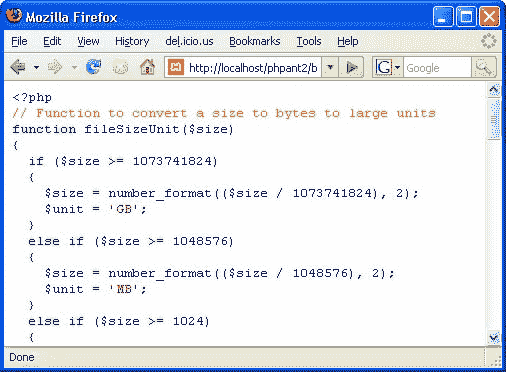 Mozilla Firefox
File Edit View History del.icio.us Bookmarks Tools Help
http://localhost/phpant2/b G Google
<?php
// Function to convert a size to bytes to large units
function fileSizeUnit($size)
{
if ($size >= 1073741824)
{
$size = number_format(($size / 1073741824), 2);
$unit = 'GB';
}
else if ($size >= 1048576)
{
$size = number_format(($size / 1048576), 2);
$unit = 'MB';
}
else if ($size >= 1024)
{
Done